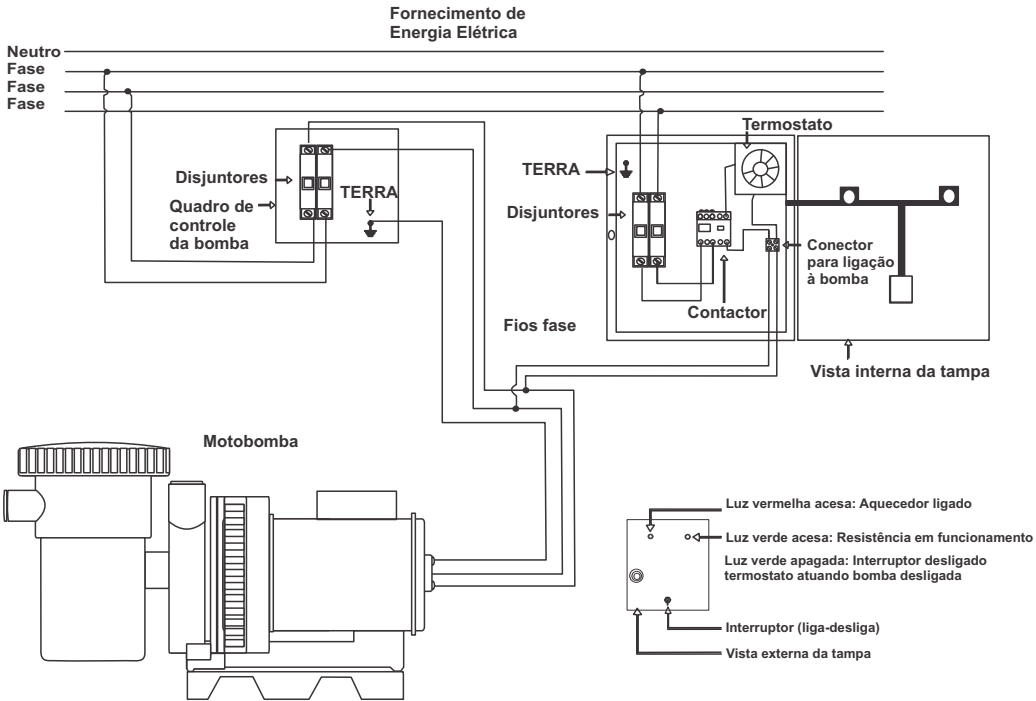 Fornecimento de
Energia Elétrica
Neutro
Fase
Fase
Fase
Disjuntores
Quadro de
controle
da bomba
TERRA
Termostato
TERRA
Disjuntores
Conector
para ligação
à bomba
Contactor
Fios fase
Vista interna da tampa
Motobomba
Luz vermelha acesa: Aquecedor ligado
Luz verde acesa: Resistência em funcionamento
Luz verde apagada: Interruptor desligado
termostato atuando bomba desligada
Interruptor (liga-desliga)
Vista externa da tampa